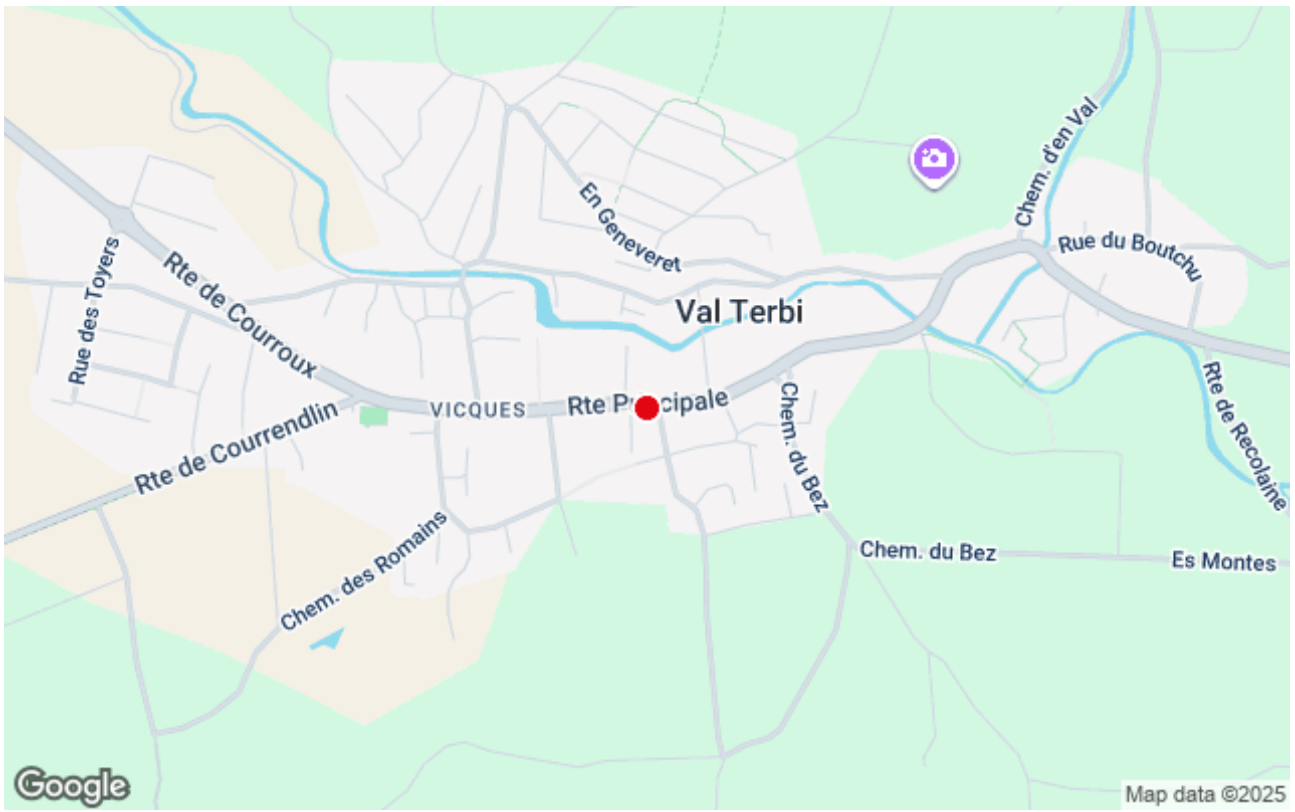 Chem. d'en Val
En Geneveret
Rue du Boutchu
Rue des Toyers
Rte de Courroux
Val Terbi
VICQUES
Rte Principale
Rte de Courrendlin
Chem. du Bez
Rte de Recolaine
Chem. des Romains
Chem. du Bez
Es Montes
Google
Map data ©2025